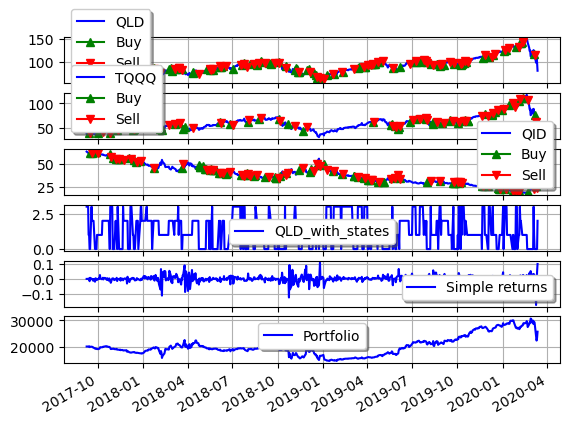 QLD
Buy
Sell
150
100
TQQQ
Buy
Sell
100
50
QID
Buy
Sell
50
25
QLD_with_states
2.5
0.0
Simple returns
0.1
0.0
−0.1
Portfolio
30000
20000
2017-10
2018-01
2018-04
2018-07
2018-10
2019-01
2019-04
2019-07
2019-10
2020-01
2020-04